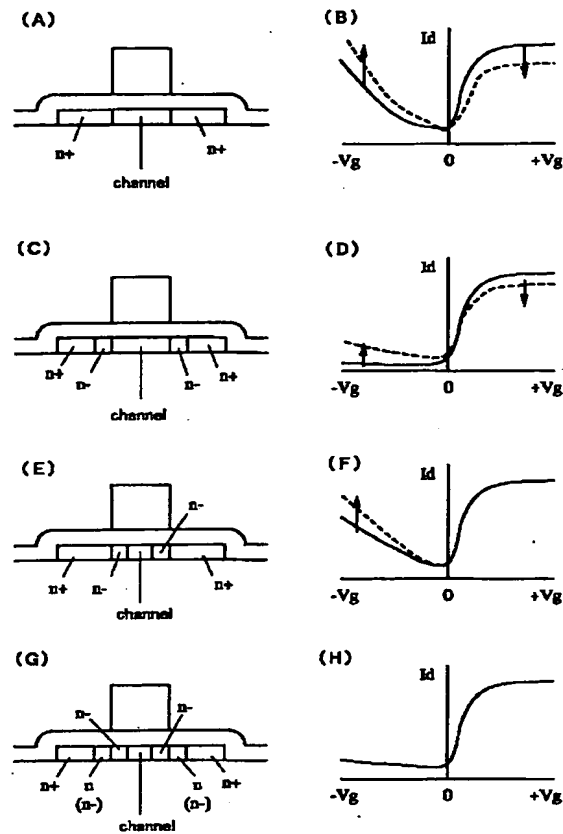 (A)
n+
n+
channel
(B)
Id
-Vg
0
+Vg
(C)
n+
n-
n-
n+
channel
(D)
Id
-Vg
0
+Vg
(E)
n-
n+
n-
n+
channel
(F)
Id
-Vg
0
+Vg
(G)
n-
n-
n+
n
n
n+
(n-)
(n-)
channel
(H)
Id
-Vg
0
+Vg